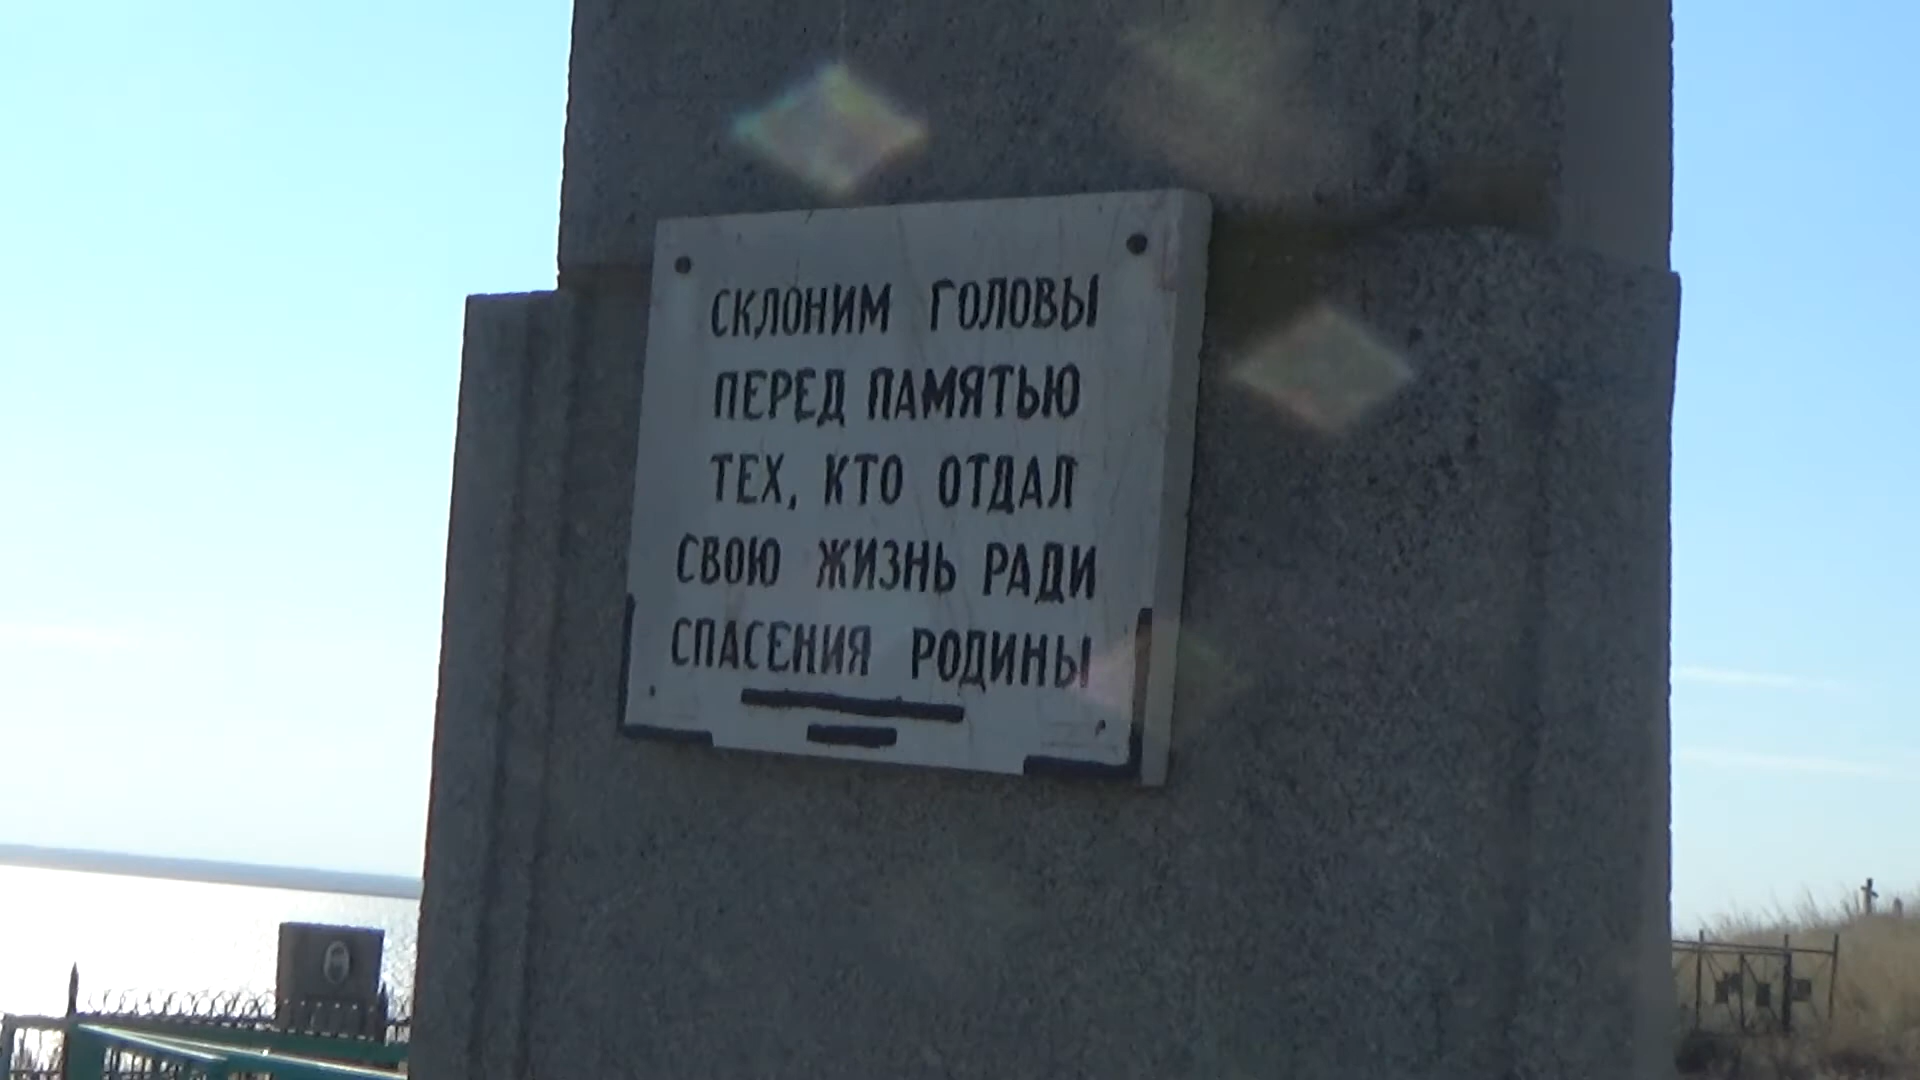 СКЛОНИМ ГОЛОВЫ
ПЕРЕД ПАМЯТЬЮ
ТЕХ, КТО ОТДАЛ
СВОЮ ЖИЗНЬ РАДИ
СПАСЕНИЯ РОДИНЫ